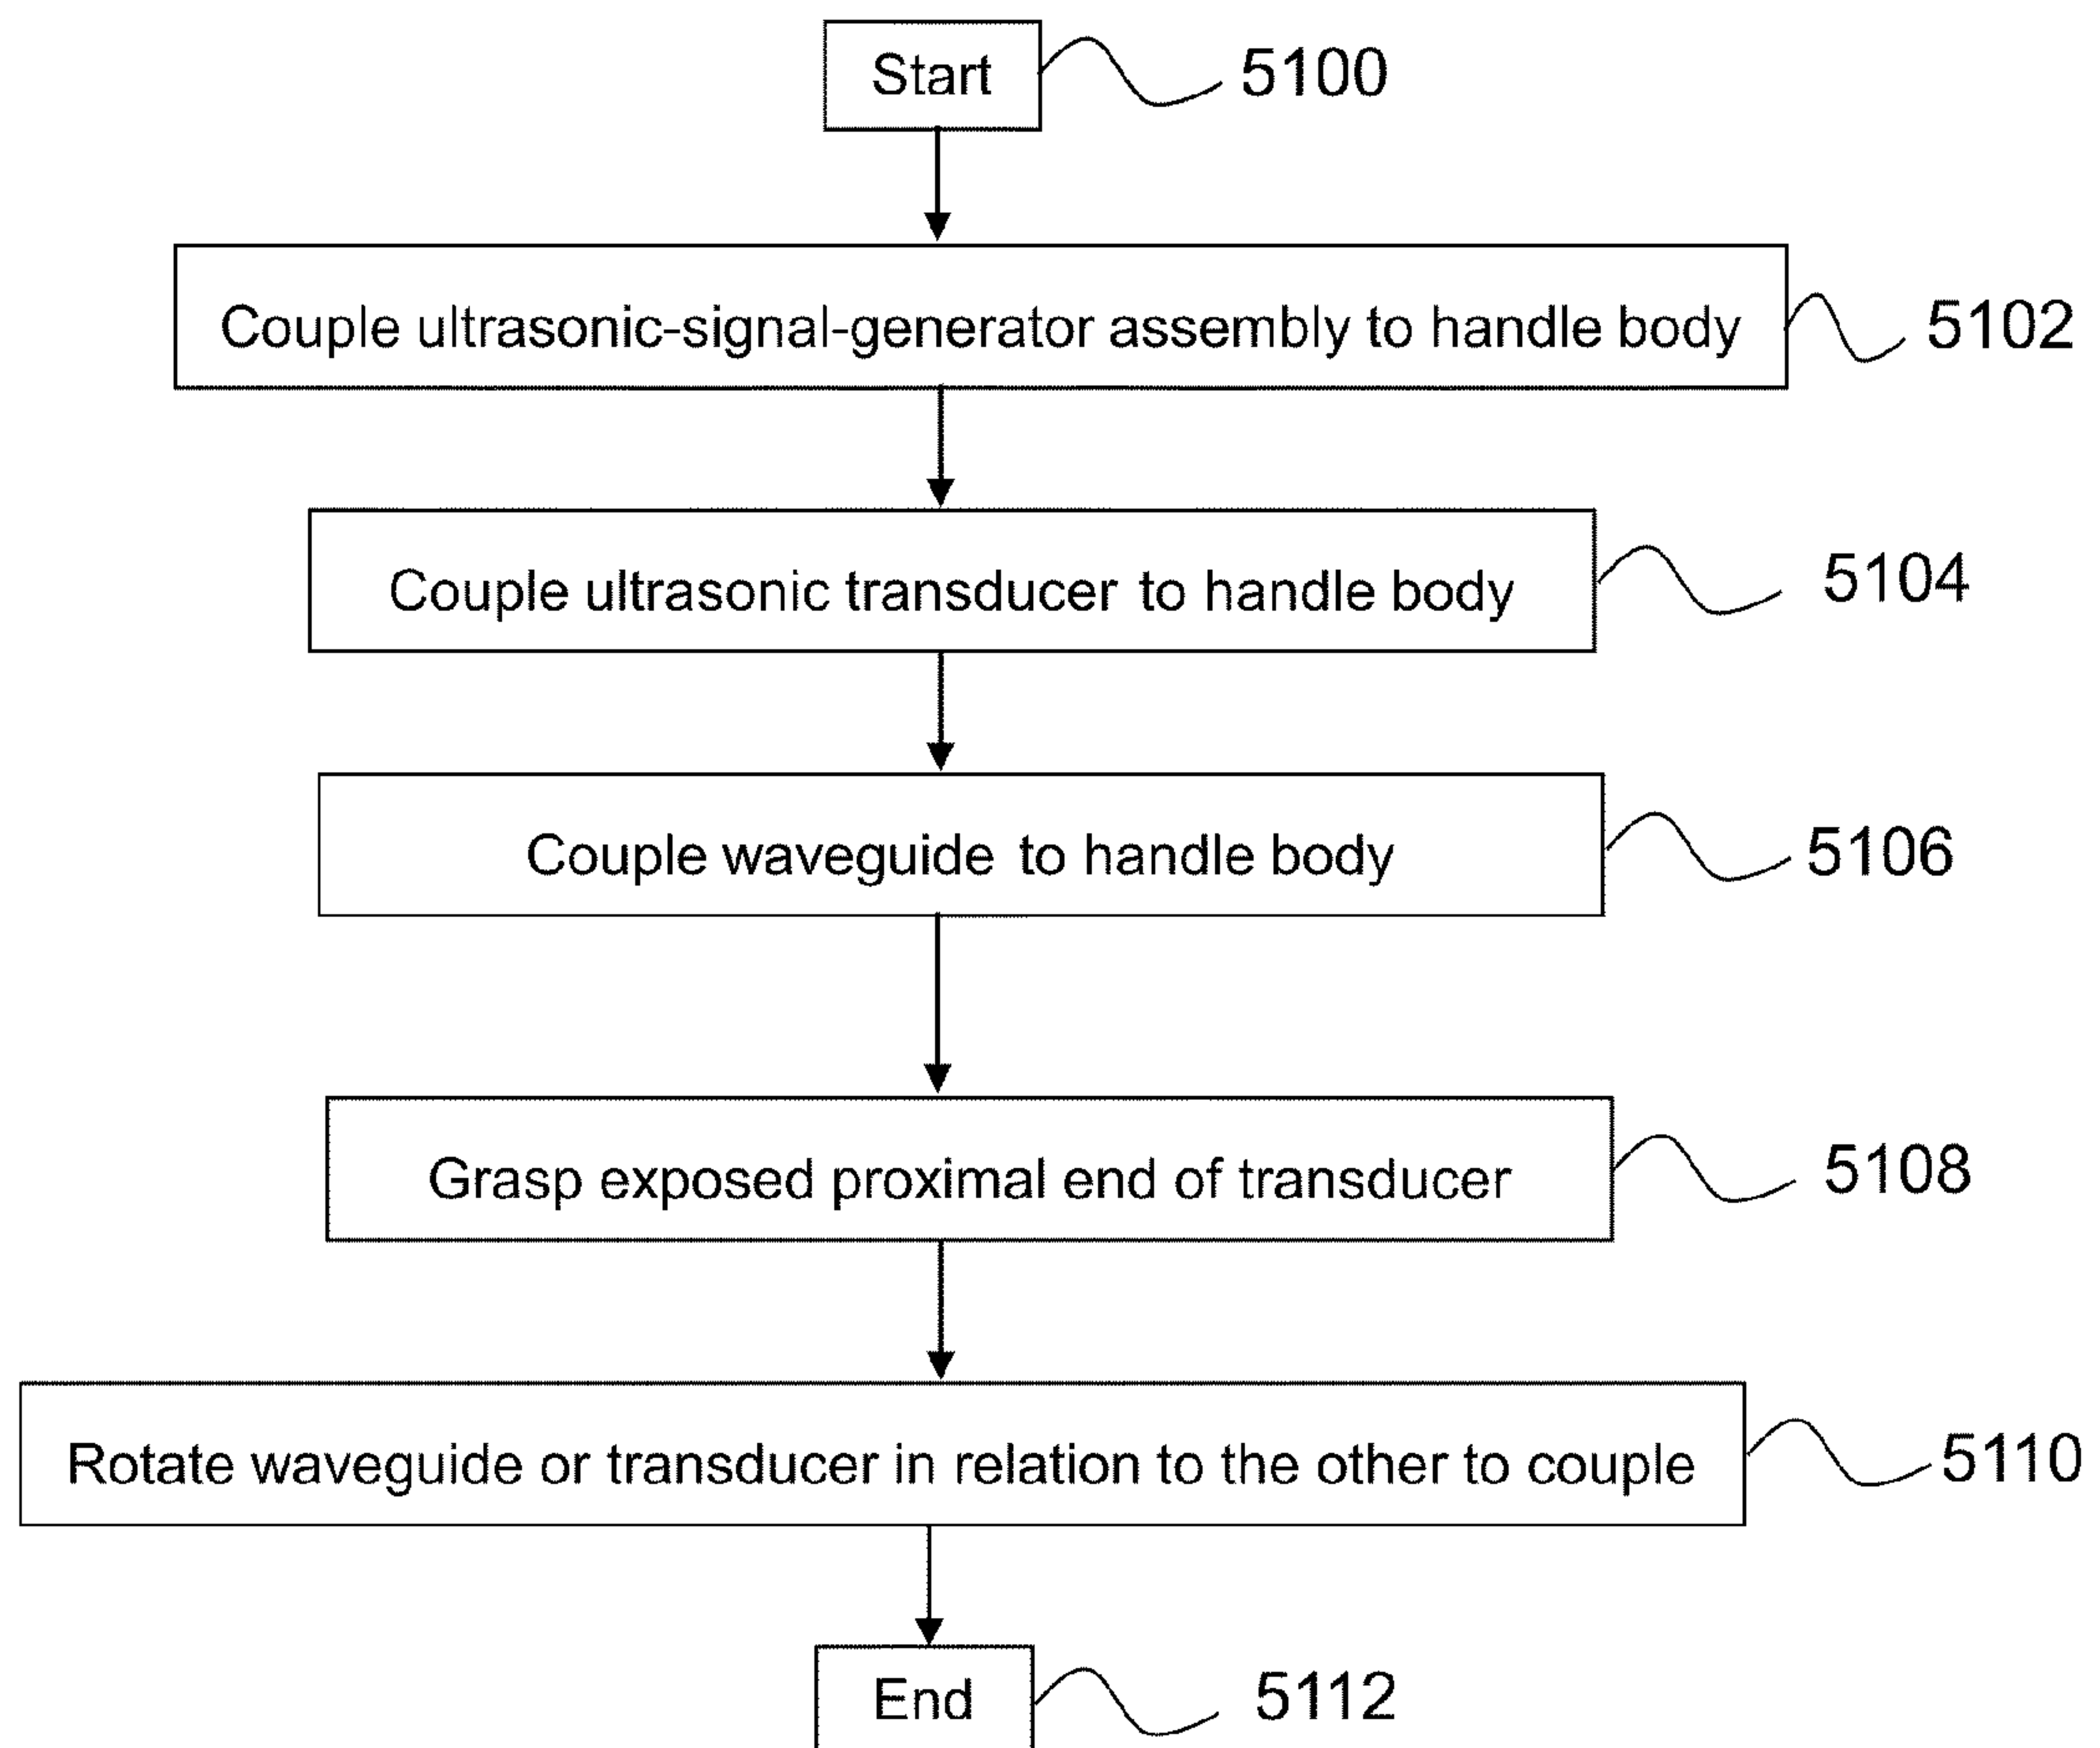 Start 5100
Couple ultrasonic-signal-generator assembly to handle body 5102
Couple ultrasonic transducer to handle body 5104
Couple waveguide to handle body 5106
Grasp exposed proximal end of transducer 5108
Rotate waveguide or transducer in relation to the other to couple 5110
End 5112